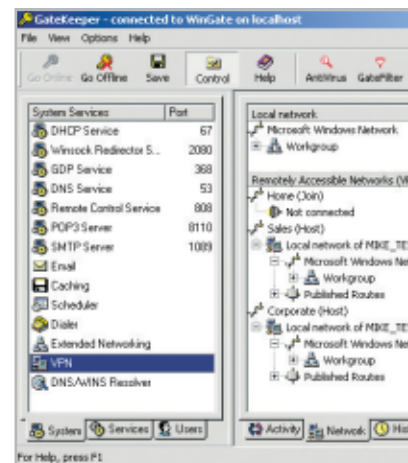 GateKeeper - connected to WinGate on localhost
File View Options Help
Go Online Go Offline Save Control Help AntiVirus GateFilter
System Services Port
DHCP Service 67
Winsock Redirector S... 2080
GDP Service 368
DNS Service 53
Remote Control Service 808
POP3 Server 8110
SMTP Server 1089
Email
Caching
Scheduler
Dialer
Extended Networking
VPN
DNS/WINS Resolver
System Services Users
Local network
Microsoft Windows Network
Workgroup
Remotely Accessible Networks (V
Home (Join)
Not connected
Sales (Host)
Local network of MIKE_TE
Microsoft Windows Ne
Workgroup
Published Routes
Corporate (Host)
Local network of MIKE_TE
Microsoft Windows Ne
Workgroup
Published Routes
Activity Network His
For Help, press F1